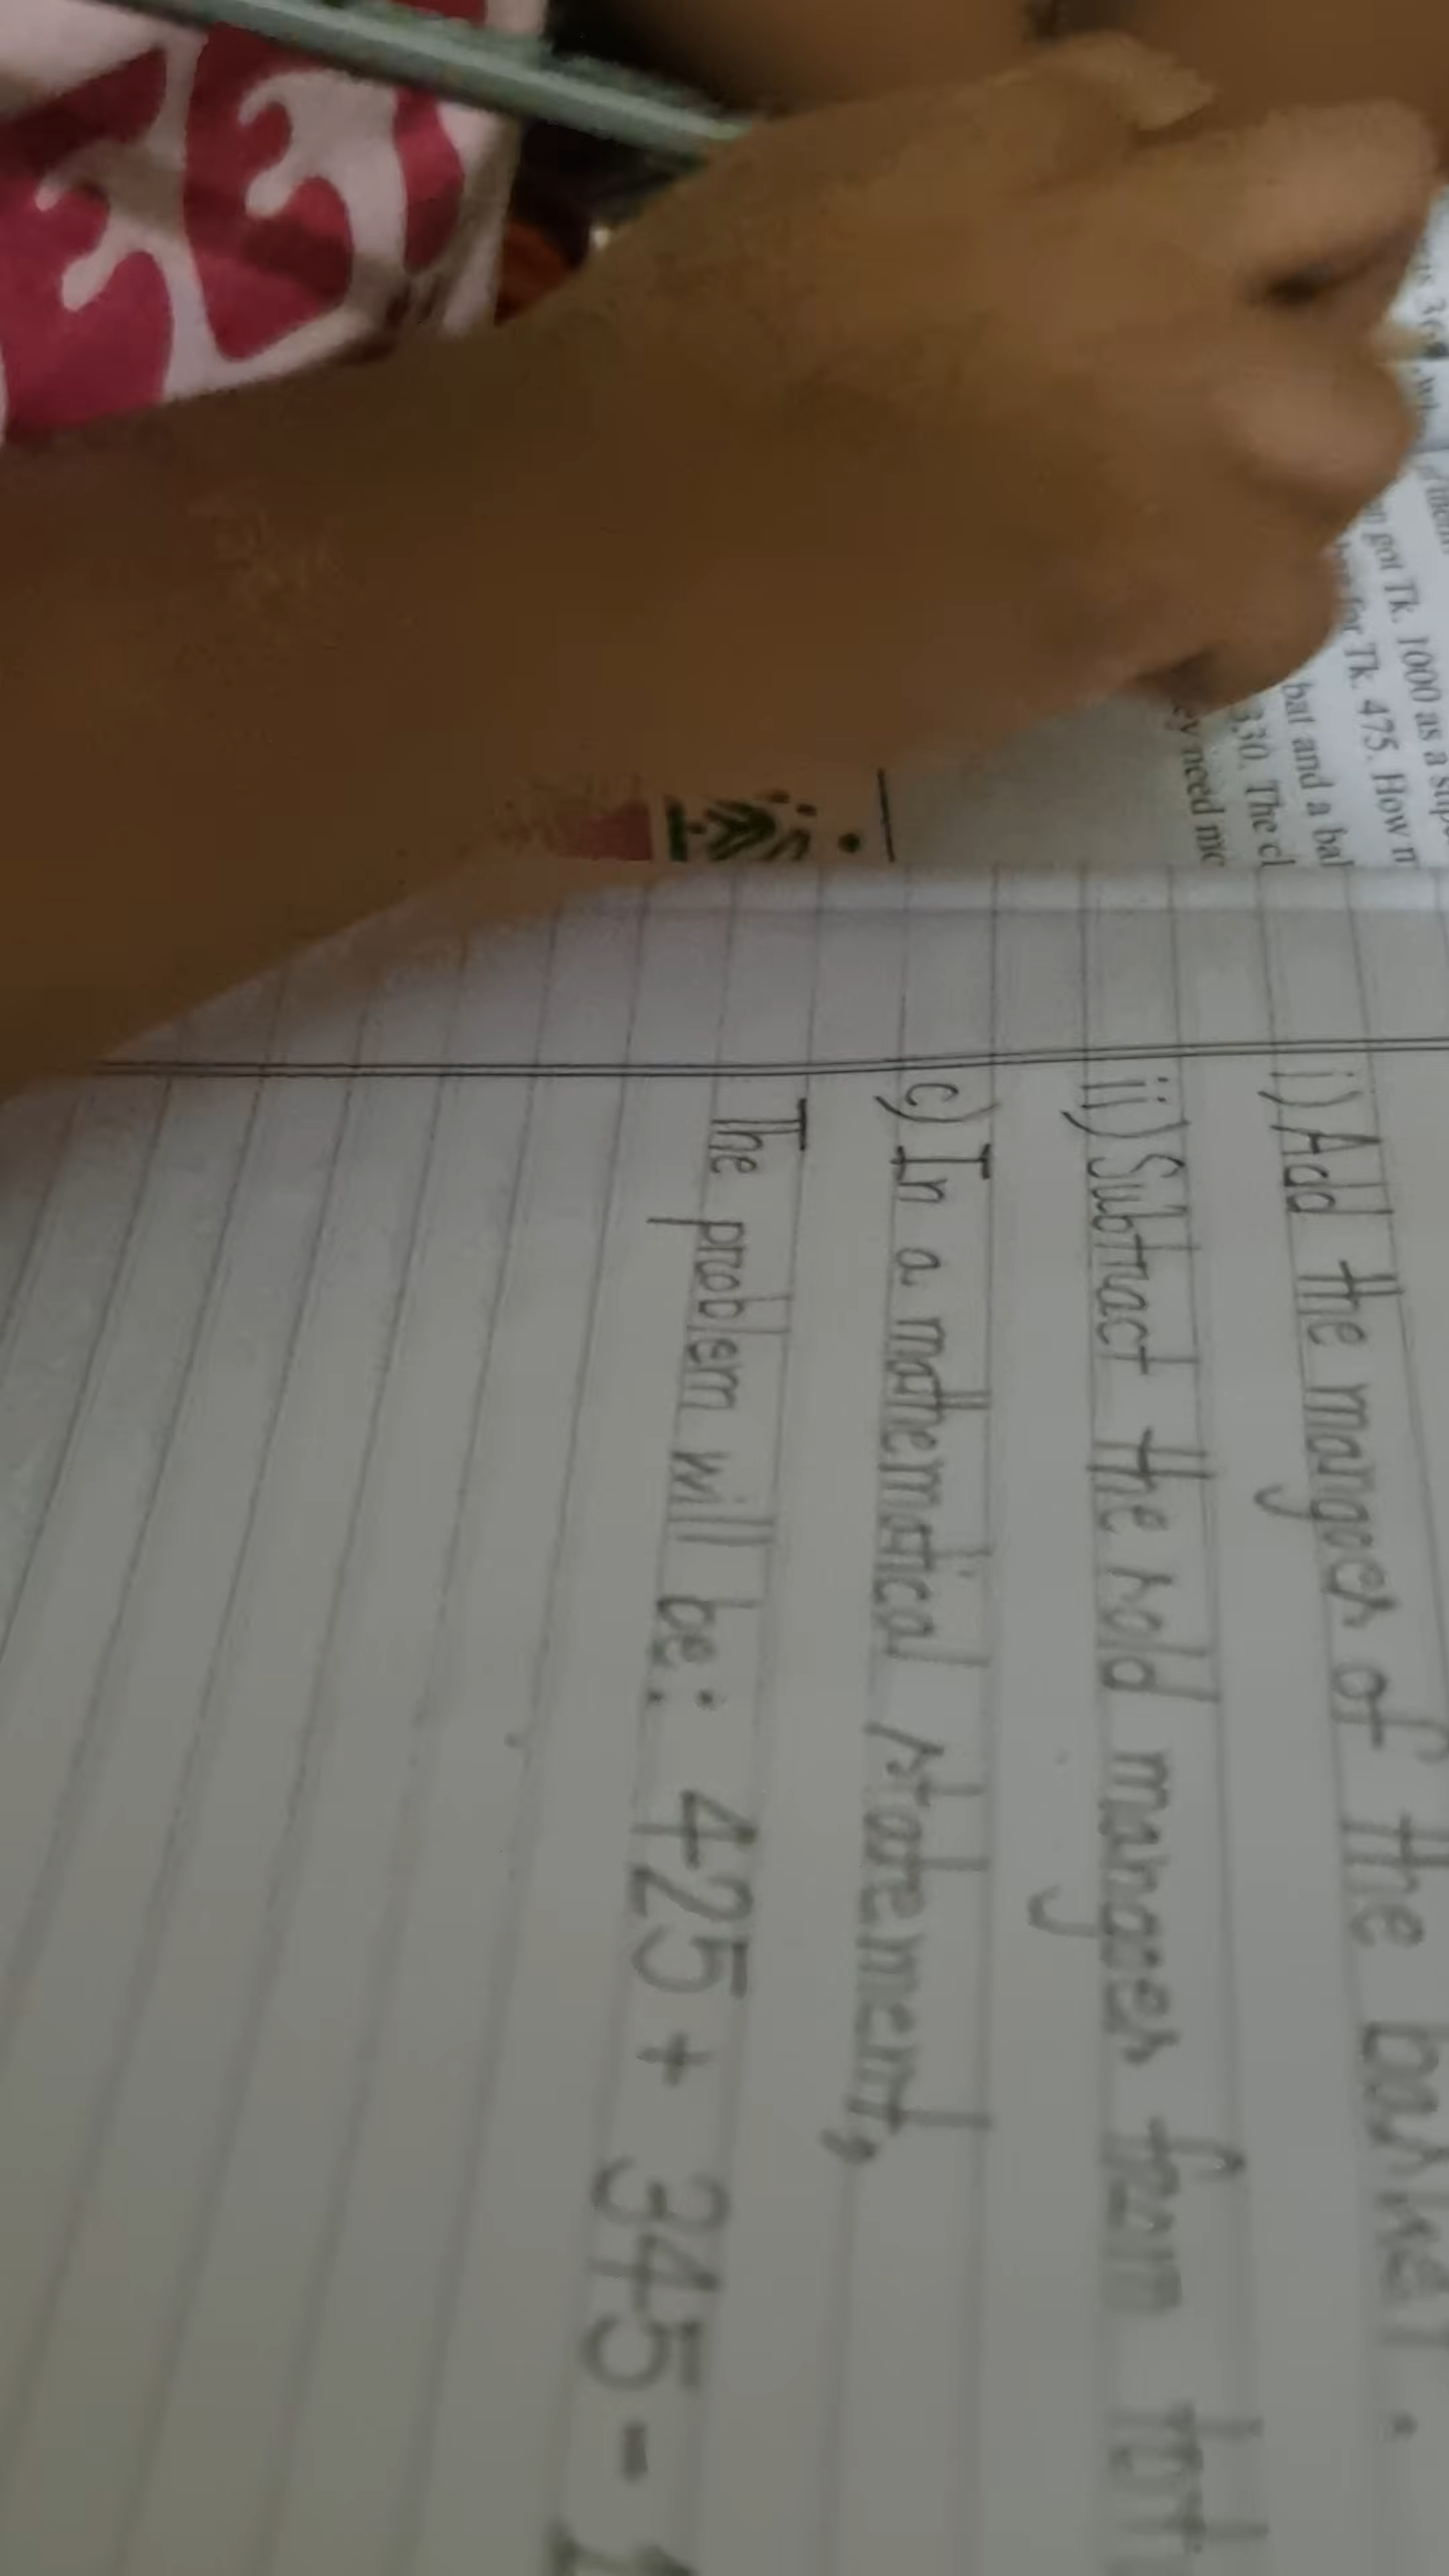 got Tk. 1000 as a
for Tk. 475. How
bat and a
330. The
need
i) Add the mangoes of the basket.
ii) Subtract the sold mangoes from
c) In a mathematical statement,
The problem will be: 425 + 345 -